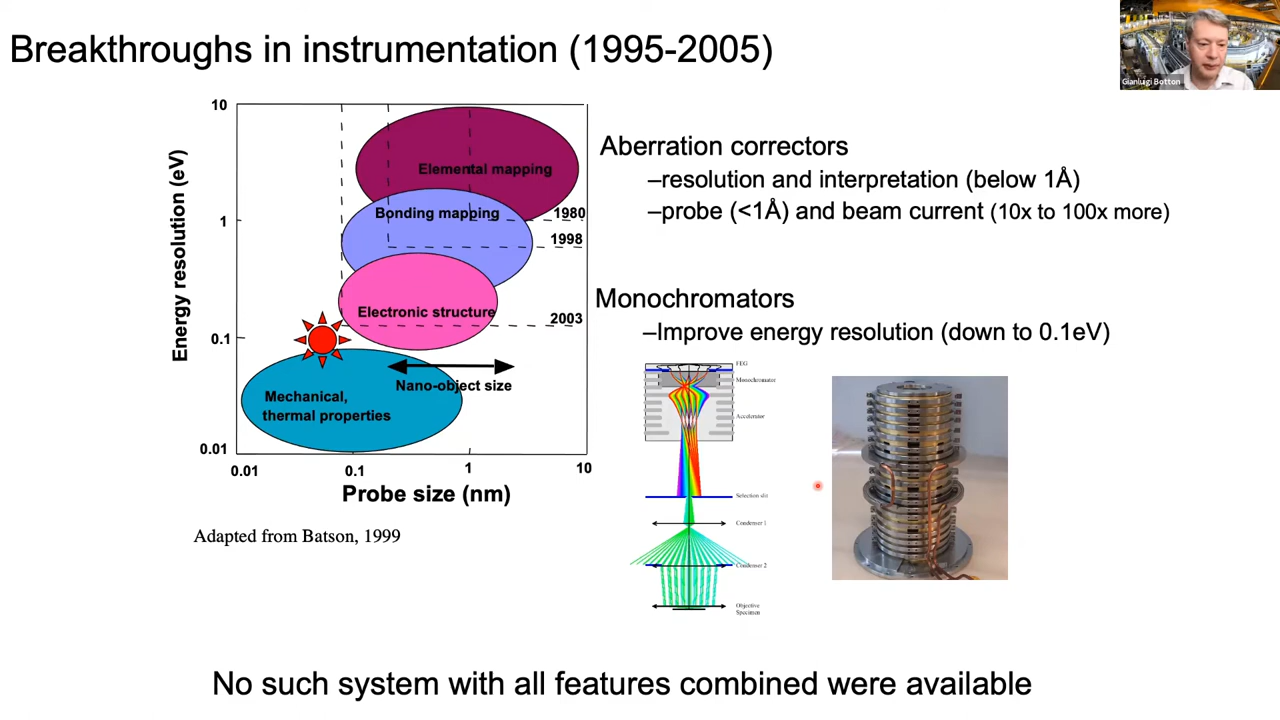 Breakthroughs in instrumentation (1995-2005)
Gianluigi Botton
10
1
0.1
0.01
Energy resolution (eV)
Elemental mapping
Bonding mapping
1980
1998
Electronic structure
2003
Nano-object size
Mechanical,
thermal properties
0.01
0.1
1
10
Probe size (nm)
Adapted from Batson, 1999
Aberration correctors
–resolution and interpretation (below 1Å)
–probe (<1Å) and beam current (10x to 100x more)
Monochromators
–Improve energy resolution (down to 0.1eV)
FEG
Monochromator
Accelerator
Selection slit
Condenser 1
Condenser 2
Objective
Specimen
No such system with all features combined were available